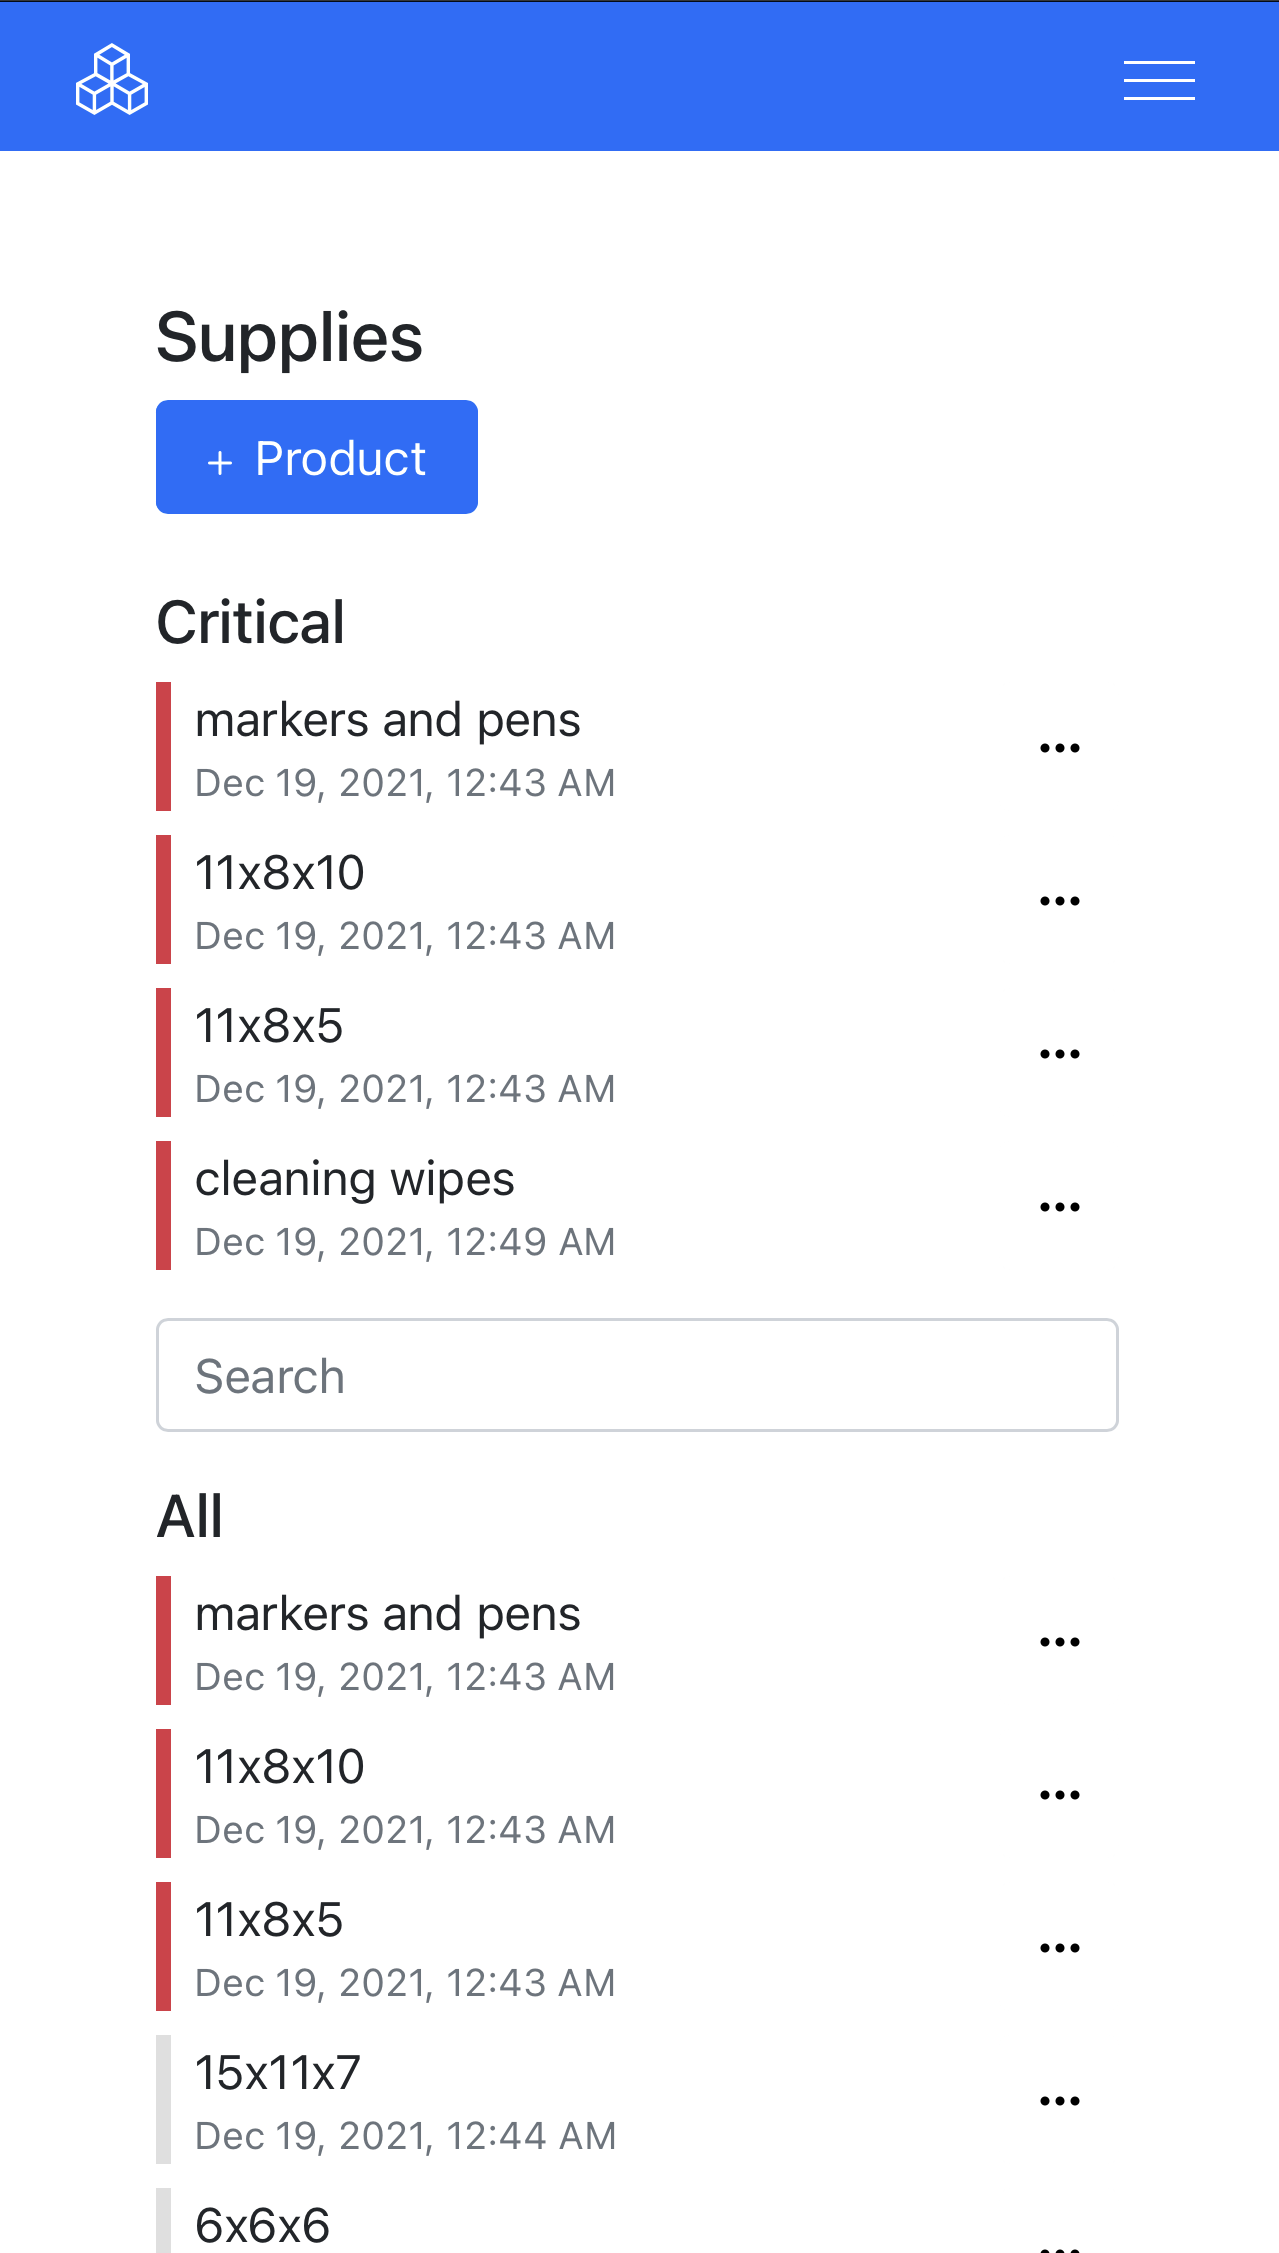 Supplies
+ Product
Critical
markers and pens
Dec 19, 2021, 12:43 AM
11x8x10
Dec 19, 2021, 12:43 AM
11x8x5
Dec 19, 2021, 12:43 AM
cleaning wipes
Dec 19, 2021, 12:49 AM
Search
All
markers and pens
Dec 19, 2021, 12:43 AM
11x8x10
Dec 19, 2021, 12:43 AM
11x8x5
Dec 19, 2021, 12:43 AM
15x11x7
Dec 19, 2021, 12:44 AM
6x6x6